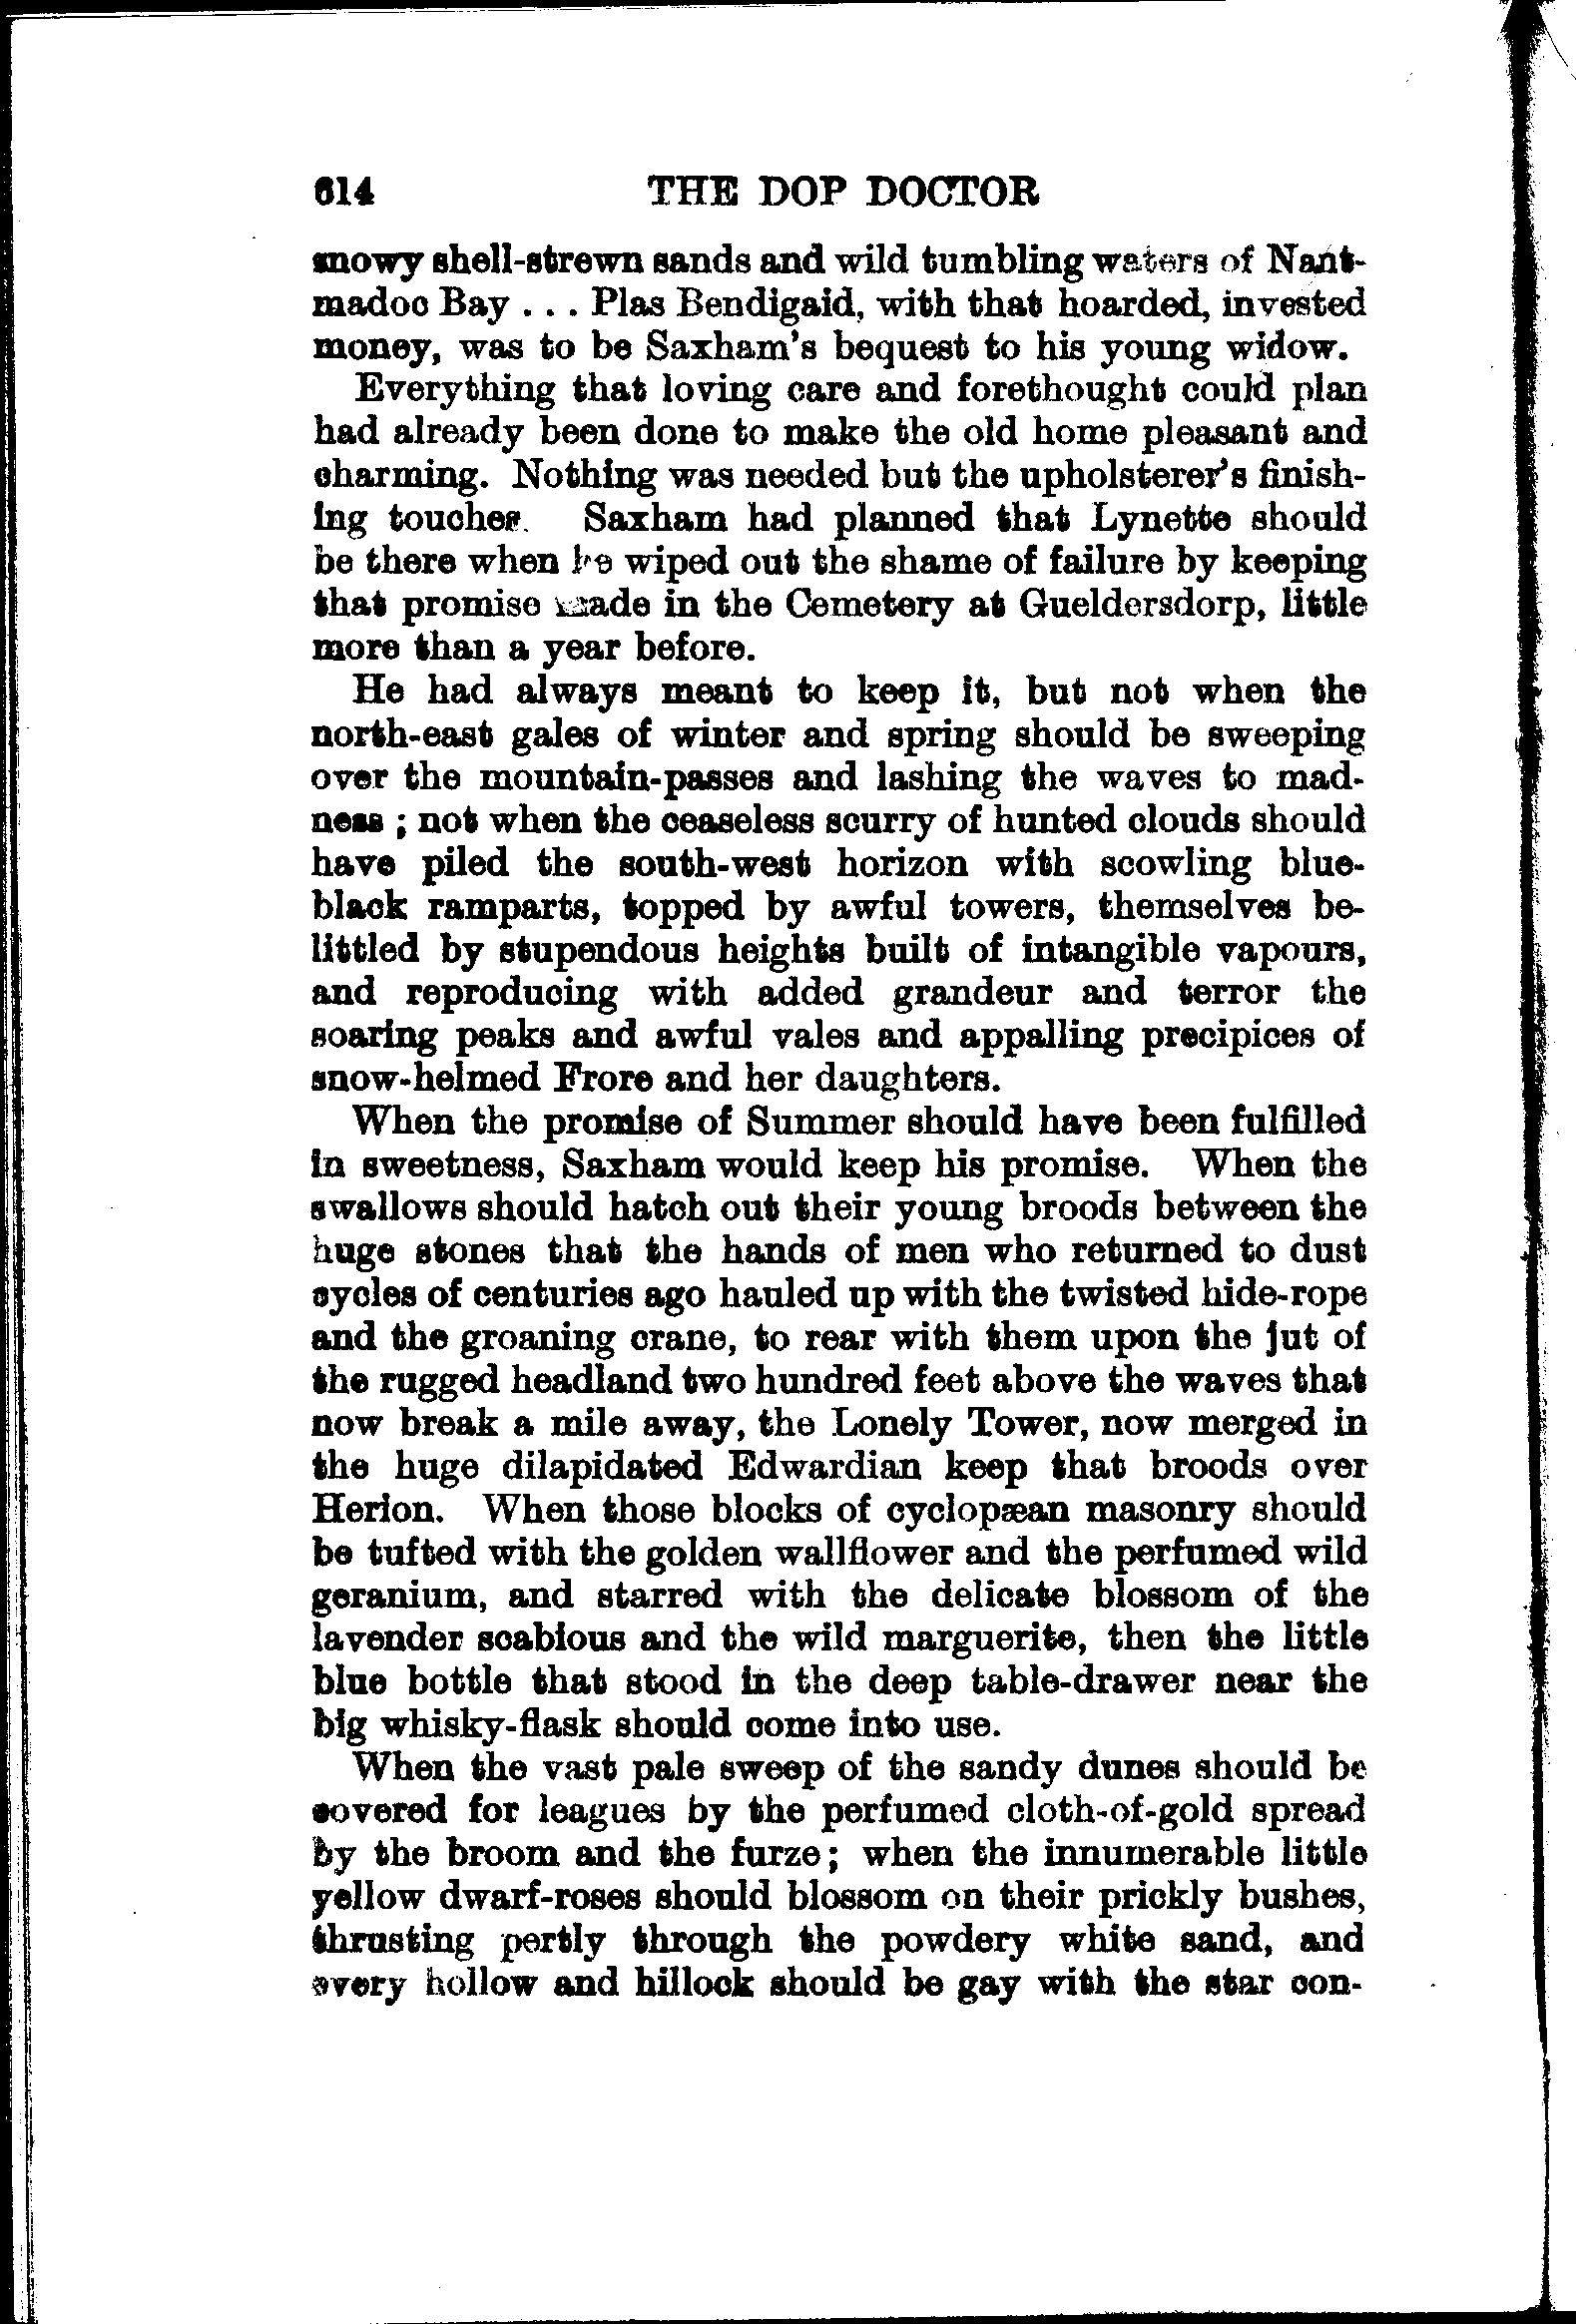 614 THE DOP DOCTOR
snowy shell-strewn sands and wild tumbling waters of Nant-
madoc Bay . . . Plas Bendigaid, with that hoarded, invested
money, was to be Saxham's bequest to his young widow.
Everything that loving care and forethought could plan
had already been done to make the old home pleasant and
charming. Nothing was needed but the upholsterer's finish-
ing touches. Saxham had planned that Lynette should
be there when he wiped out the shame of failure by keeping
that promise made in the Cemetery at Gueldersdorp, little
more than a year before.
He had always meant to keep it, but not when the
north-east gales of winter and spring should be sweeping
over the mountain-passes and lashing the waves to mad-
ness ; not when the ceaseless scurry of hunted clouds should
have piled the south-west horizon with scowling blue-
black ramparts, topped by awful towers, themselves be-
littled by stupendous heights built of intangible vapours,
and reproducing with added grandeur and terror the
soaring peaks and awful vales and appalling precipices of
snow-helmed Frore and her daughters.
When the promise of Summer should have been fulfilled
in sweetness, Saxham would keep his promise. When the
swallows should hatch out their young broods between the
huge stones that the hands of men who returned to dust
cycles of centuries ago hauled up with the twisted hide-rope
and the groaning crane, to rear with them upon the jut of
the rugged headland two hundred feet above the waves that
now break a mile away, the Lonely Tower, now merged in
the huge dilapidated Edwardian keep that broods over
Herion. When those blocks of cyclopæan masonry should
be tufted with the golden wallflower and the perfumed wild
geranium, and starred with the delicate blossom of the
lavender scabious and the wild marguerite, then the little
blue bottle that stood in the deep table-drawer near the
big whisky-flask should come into use.
When the vast pale sweep of the sandy dunes should be
covered for leagues by the perfumed cloth-of-gold spread
by the broom and the furze; when the innumerable little
yellow dwarf-roses should blossom on their prickly bushes,
thrusting pertly through the powdery white sand, and
every hollow and hillock should be gay with the star con-